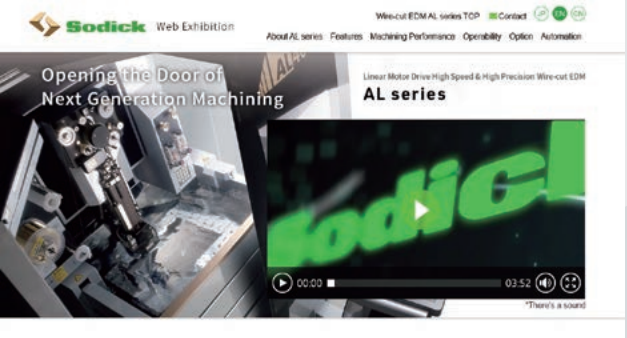 Sodick Web Exhibition
Wire-cut EDM AL series TOP Contact JP EN CN
About AL series Features Machining Performance Operability Option Automation
Opening the Door of
Next Generation Machining
Linear Motor Drive High Speed & High Precision Wire-cut EDM
AL series
Sodick
00:00 03:52
*There's a sound